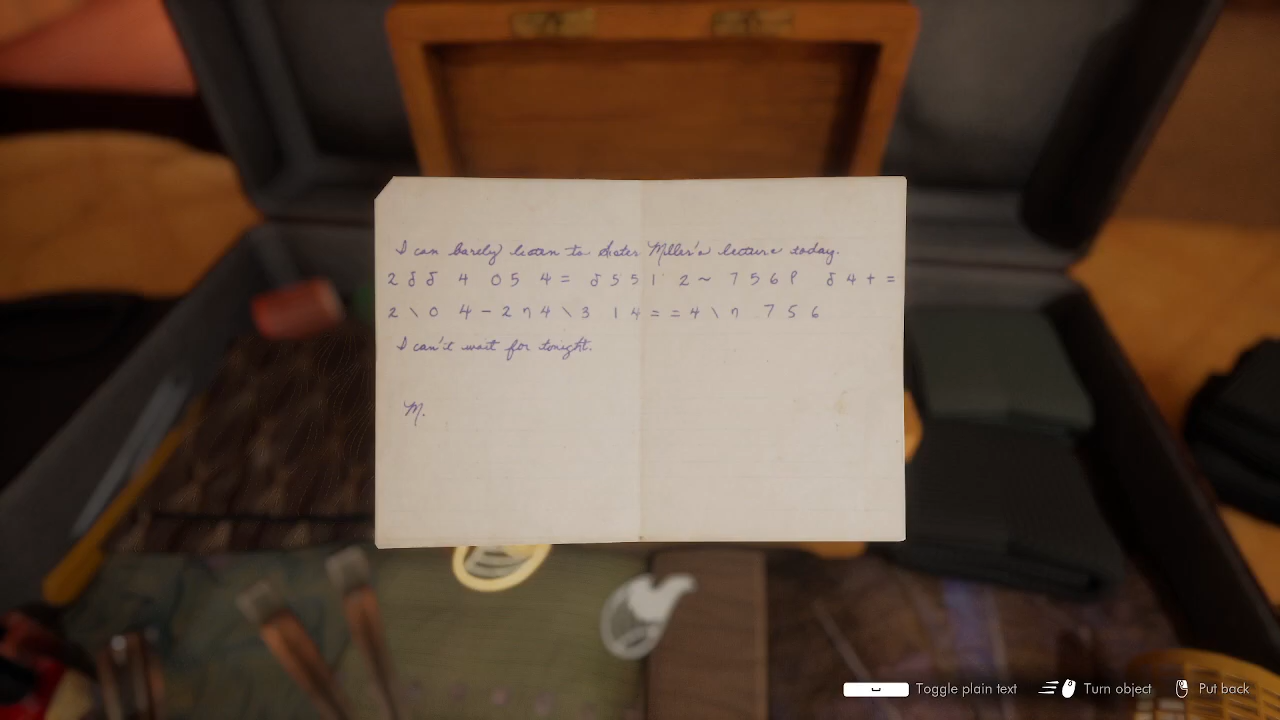 I can barely listen to Sister Miller's lecture today.
2 δ δ 4 0 5 4 = δ 5 5 1 2 ~ 7 5 6 P δ 4 + =
2 \ 0 4 - 2 n 4 \ 3 1 4 = = 4 \ n 7 5 6
I can't wait for tonight.
M.
Toggle plain text Turn object Put back